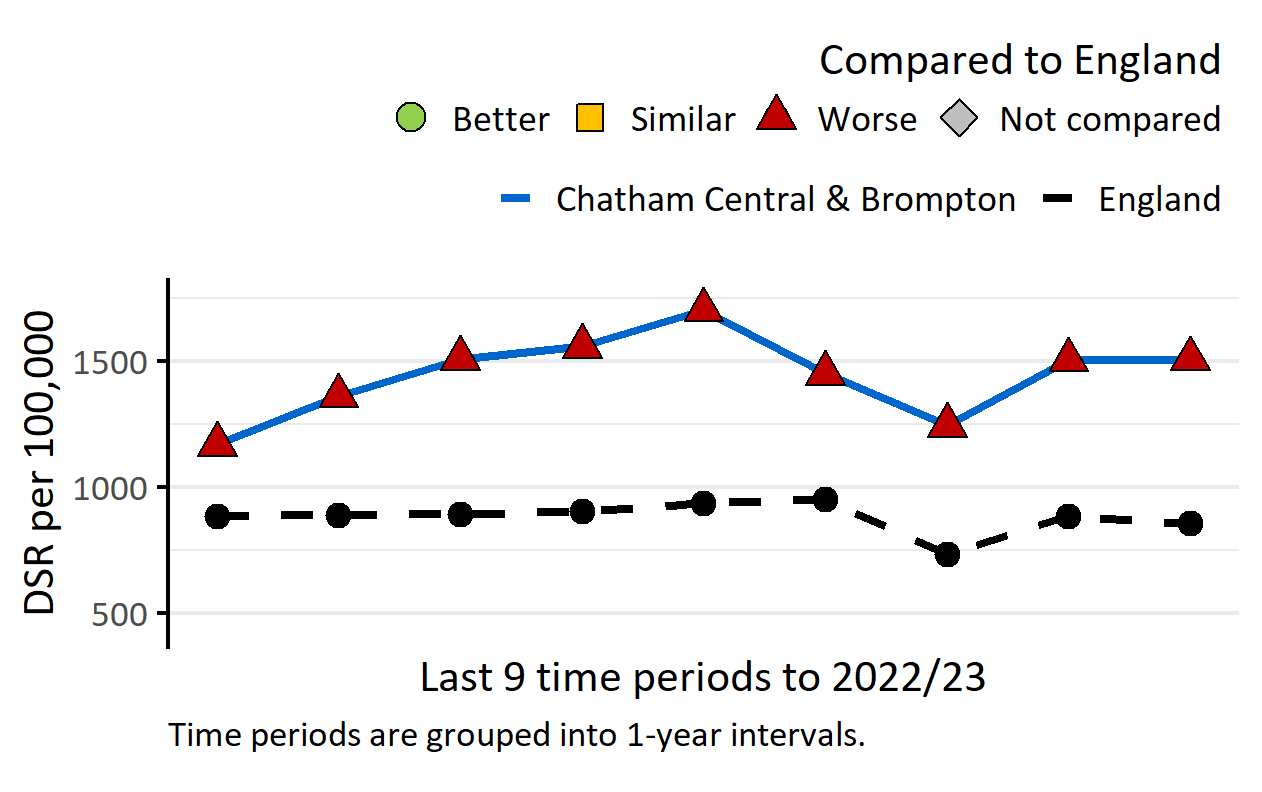 Compared to England
Better Similar Worse Not compared
Chatham Central & Brompton England
DSR per 100,000
1500
1000
500
Last 9 time periods to 2022/23
Time periods are grouped into 1-year intervals.